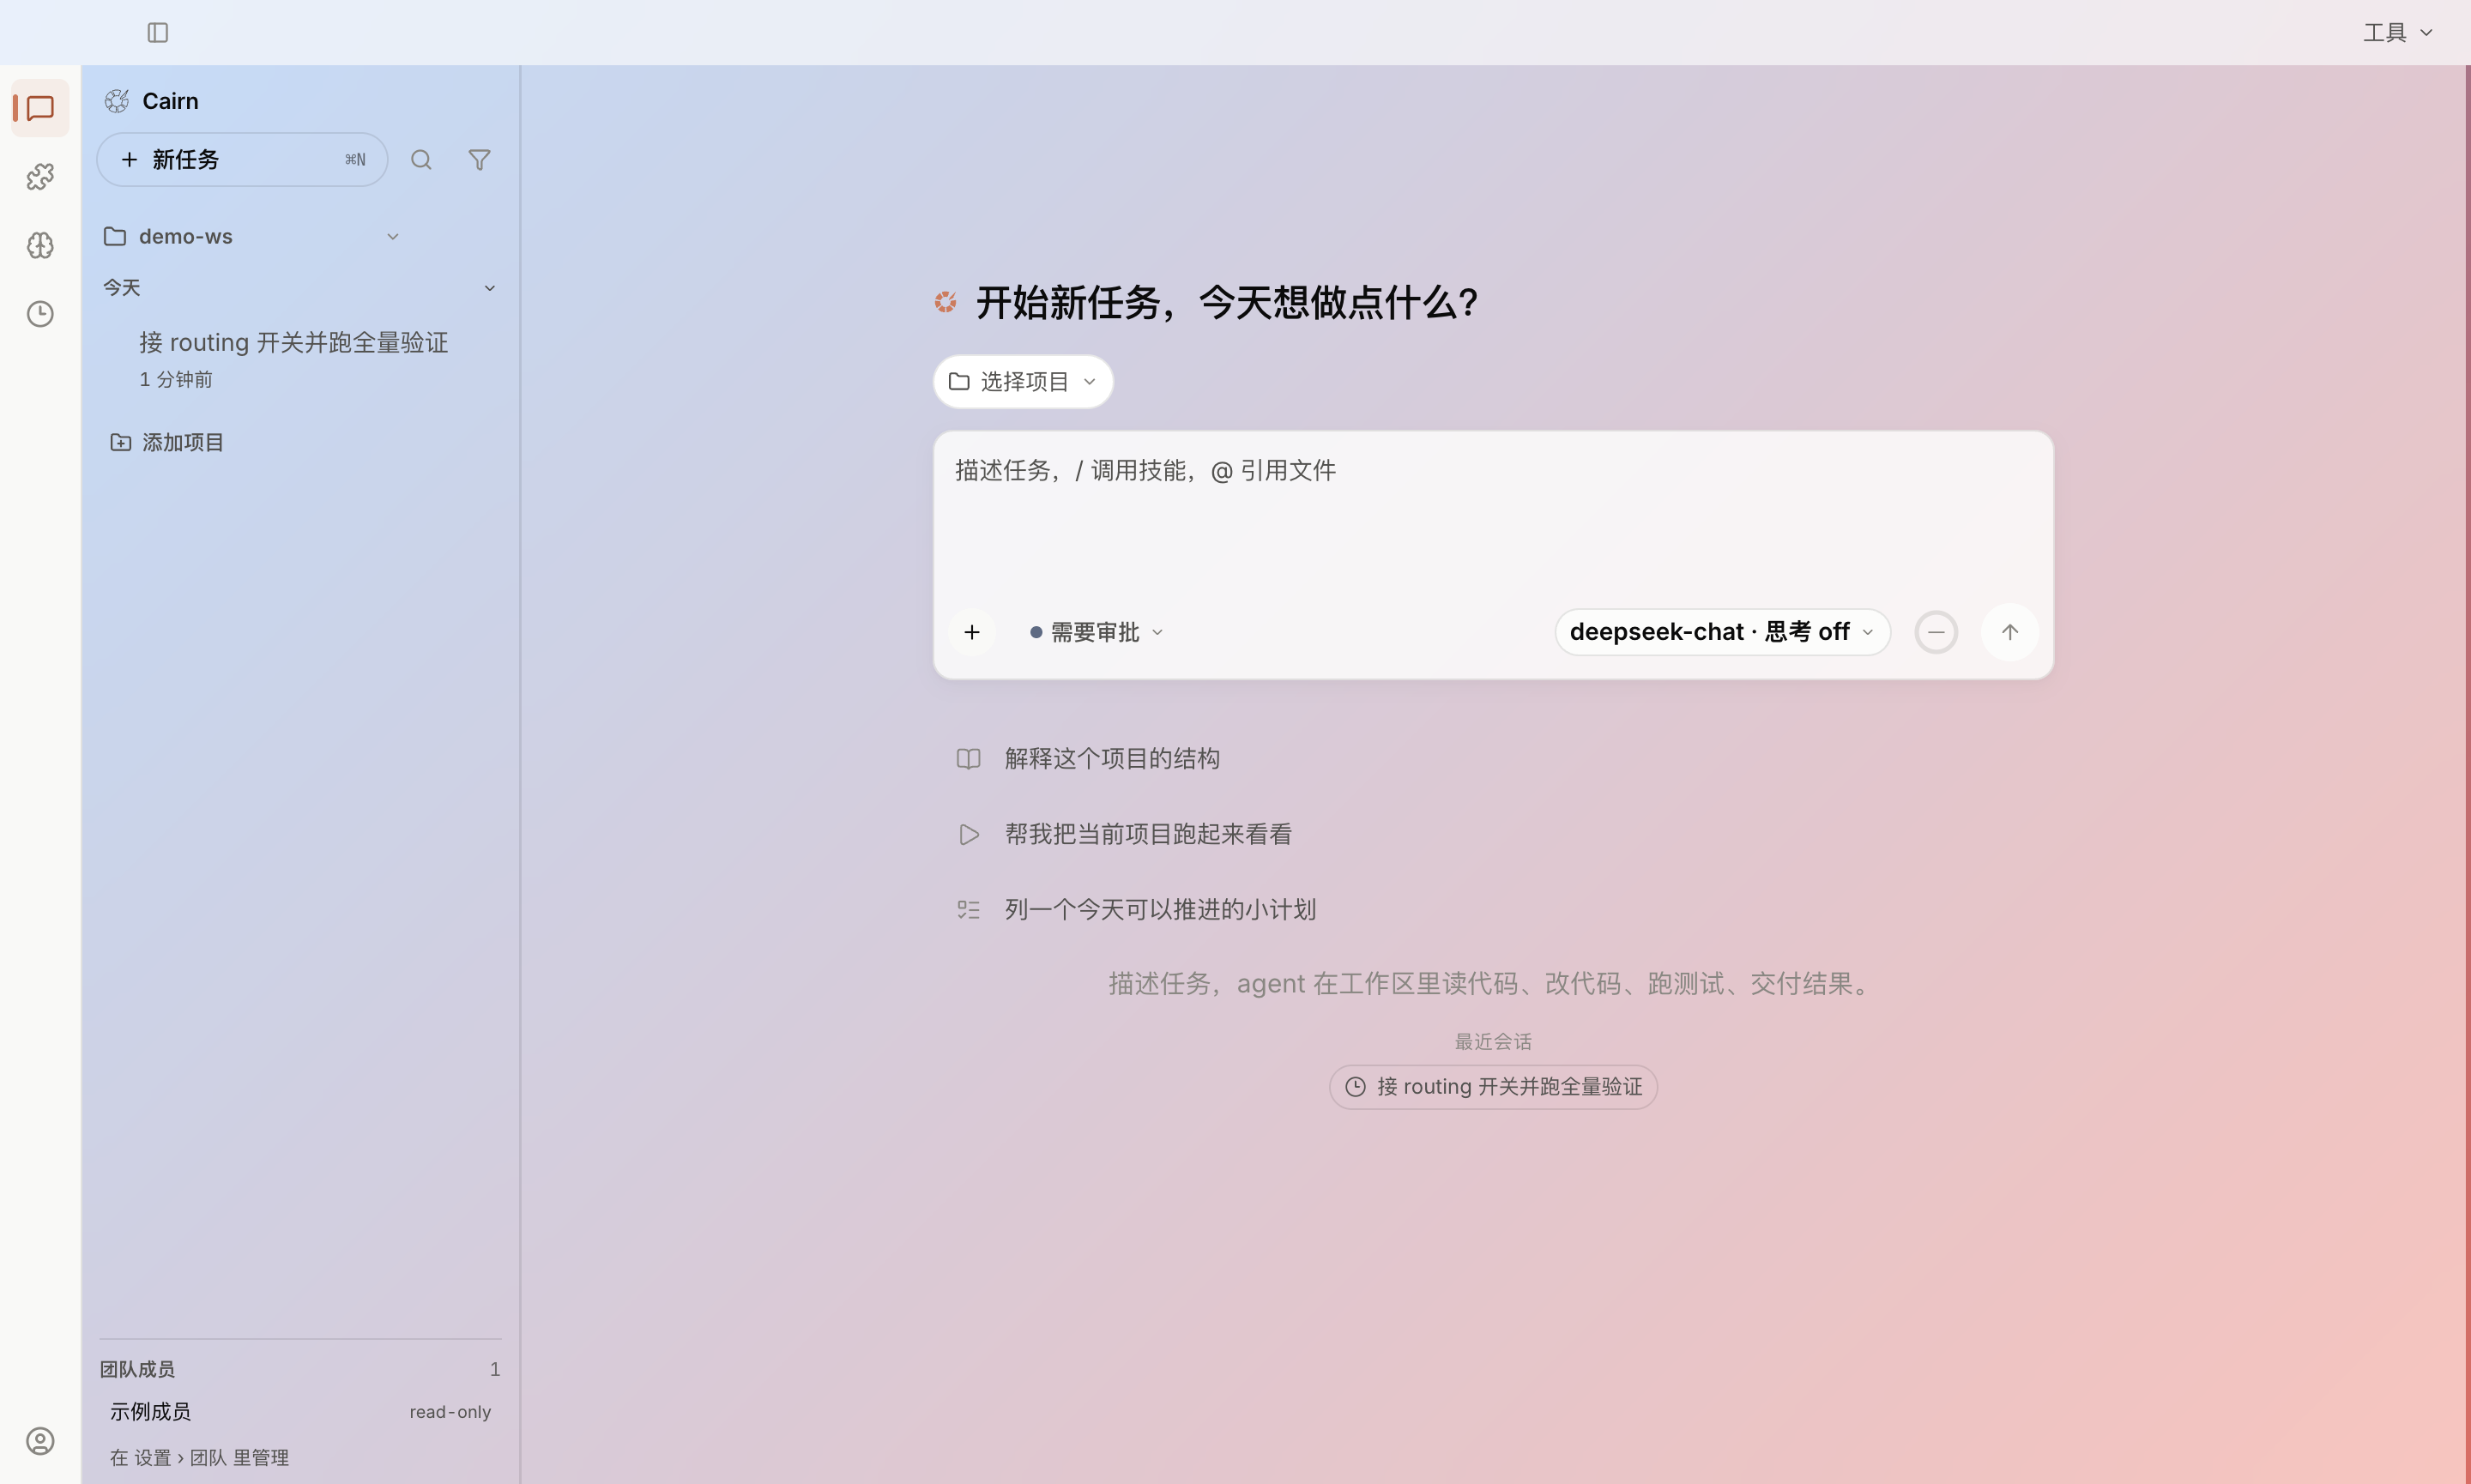 工具
Cairn
新任务 ⌘N
demo-ws
今天
接 routing 开关并跑全量验证
1 分钟前
添加项目
开始新任务，今天想做点什么？
选择项目
描述任务，/ 调用技能，@ 引用文件
需要审批
deepseek-chat · 思考 off
解释这个项目的结构
帮我把当前项目跑起来看看
列一个今天可以推进的小计划
描述任务，agent 在工作区里读代码、改代码、跑测试、交付结果。
最近会话
接 routing 开关并跑全量验证
团队成员 1
示例成员 read-only
在 设置 › 团队 里管理